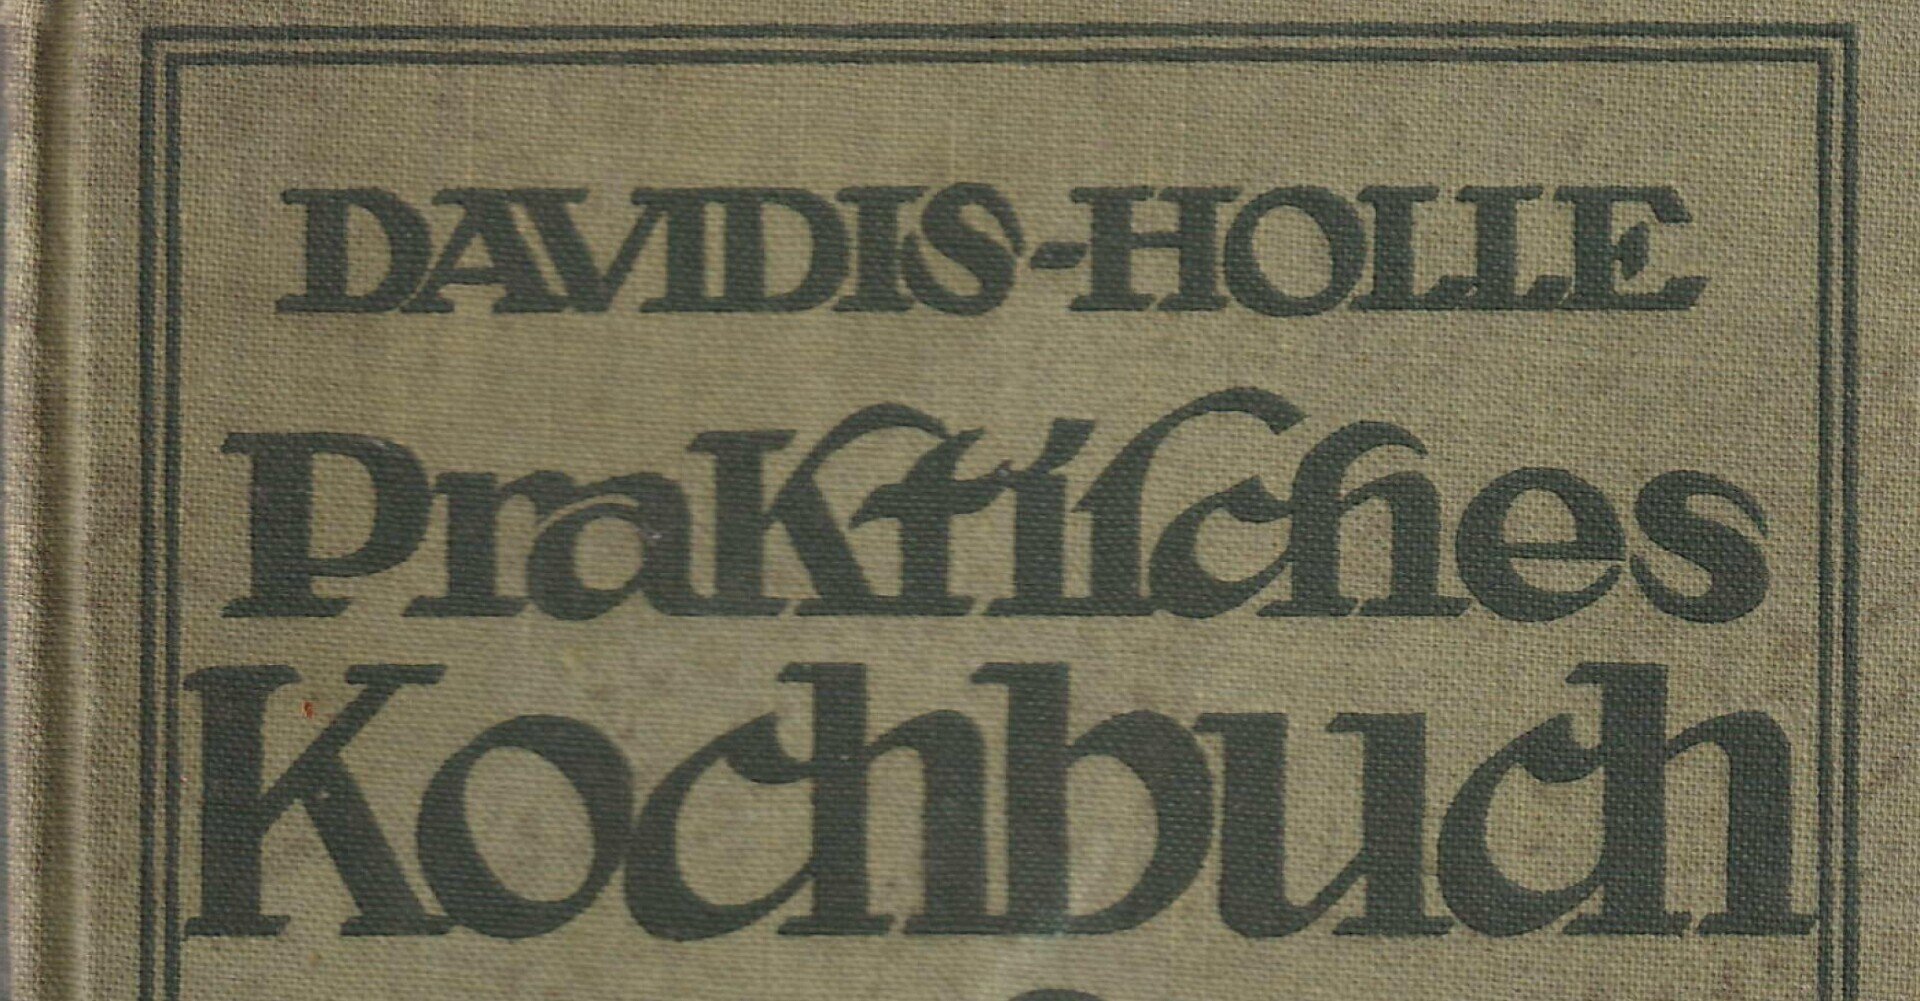 DAVIDIS-HOLLE
Praktiſches
Kochbuch